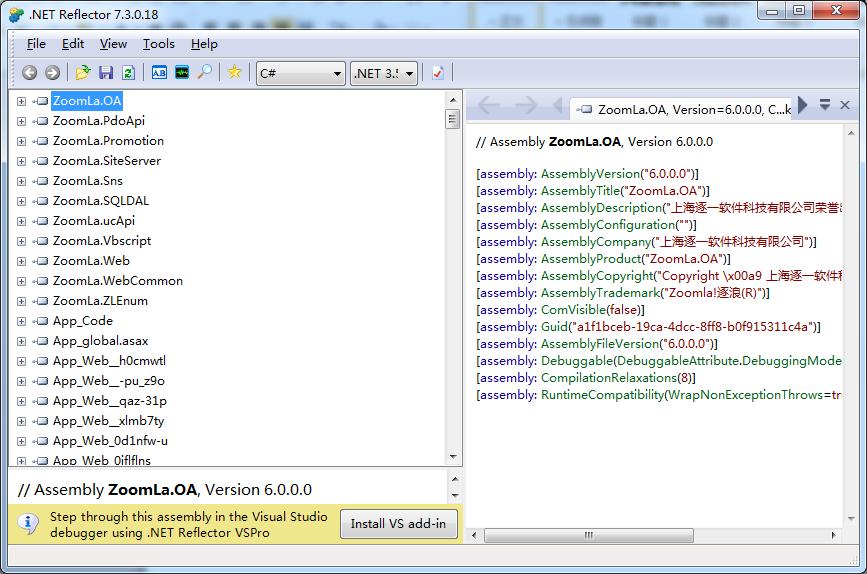 .NET Reflector 7.3.0.18
File Edit View Tools Help
C# .NET 3.5
ZoomLa.OA
ZoomLa.PdoApi
ZoomLa.Promotion
ZoomLa.SiteServer
ZoomLa.Sns
ZoomLa.SQLDAL
ZoomLa.ucApi
ZoomLa.Vbscript
ZoomLa.Web
ZoomLa.WebCommon
ZoomLa.ZLEnum
App_Code
App_global.asax
App_Web__h0cmwtl
App_Web__-pu_z9o
App_Web__qaz-31p
App_Web__xlmb7ty
App_Web_0d1nfw-u
App_Web_0iflflns
// Assembly ZoomLa.OA, Version 6.0.0.0
Step through this assembly in the Visual Studio
debugger using .NET Reflector VSPro
Install VS add-in
ZoomLa.OA, Version=6.0.0.0, C...k
// Assembly ZoomLa.OA, Version 6.0.0.0
[assembly: AssemblyVersion("6.0.0.0")]
[assembly: AssemblyTitle("ZoomLa.OA")]
[assembly: AssemblyDescription("上海逐一软件科技有限公司荣誉
[assembly: AssemblyConfiguration("")]
[assembly: AssemblyCompany("上海逐一软件科技有限公司")]
[assembly: AssemblyProduct("ZoomLa.OA")]
[assembly: AssemblyCopyright("Copyright \x00a9 上海逐一软件科
[assembly: AssemblyTrademark("Zoomla!逐浪(R)")]
[assembly: ComVisible(false)]
[assembly: Guid("a1f1bceb-19ca-4dcc-8ff8-b0f915311c4a")]
[assembly: AssemblyFileVersion("6.0.0.0")]
[assembly: Debuggable(DebuggableAttribute.DebuggingMode
[assembly: CompilationRelaxations(8)]
[assembly: RuntimeCompatibility(WrapNonExceptionThrows=tr